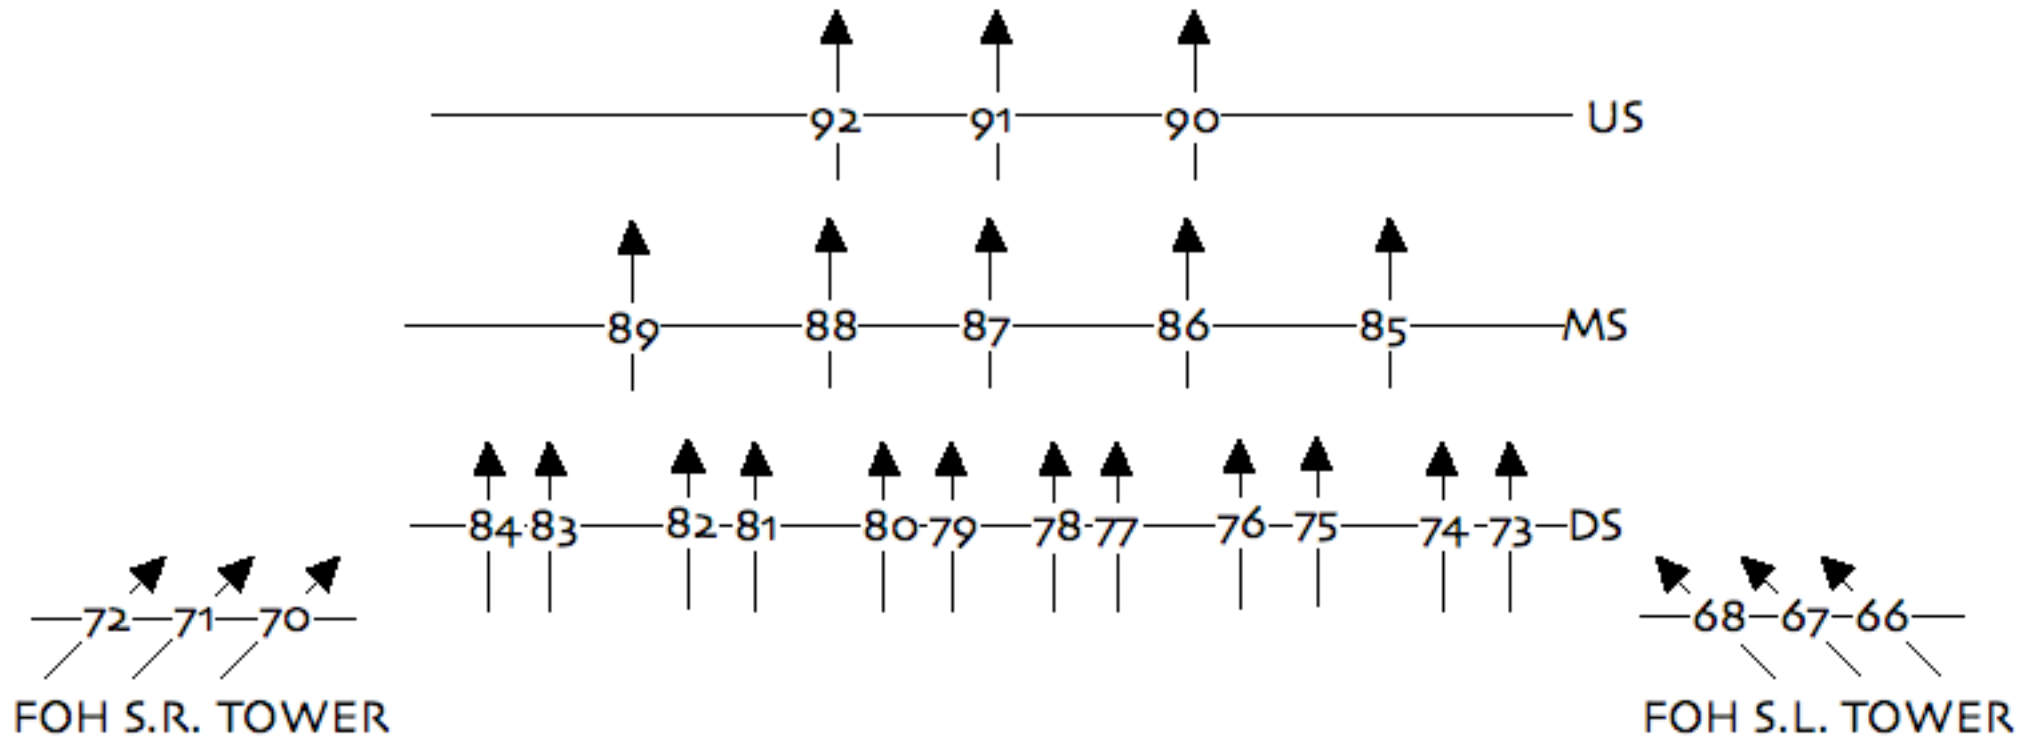 92 91 90 US
89 88 87 86 85 MS
84 83 82 81 80 79 78 77 76 75 74 73 DS
72 71 70 68 67 66
FOH S.R. TOWER FOH S.L. TOWER